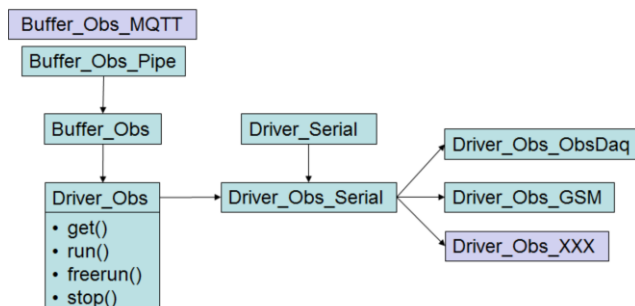 Buffer_Obs_MQTT
Buffer_Obs_Pipe
Buffer_Obs
Driver_Serial
Driver_Obs_ObsDaq
Driver_Obs
Driver_Obs_Serial
Driver_Obs_GSM
• get()
• run()
• freerun()
• stop()
Driver_Obs_XXX